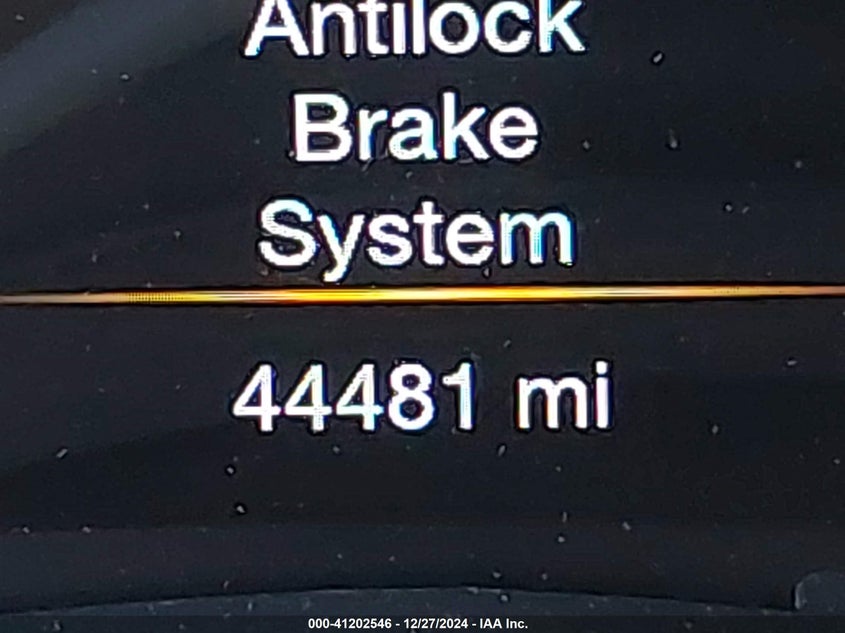 Antilock
Brake
System
44481 mi
000-41202546 - 12/27/2024 - IAA Inc.